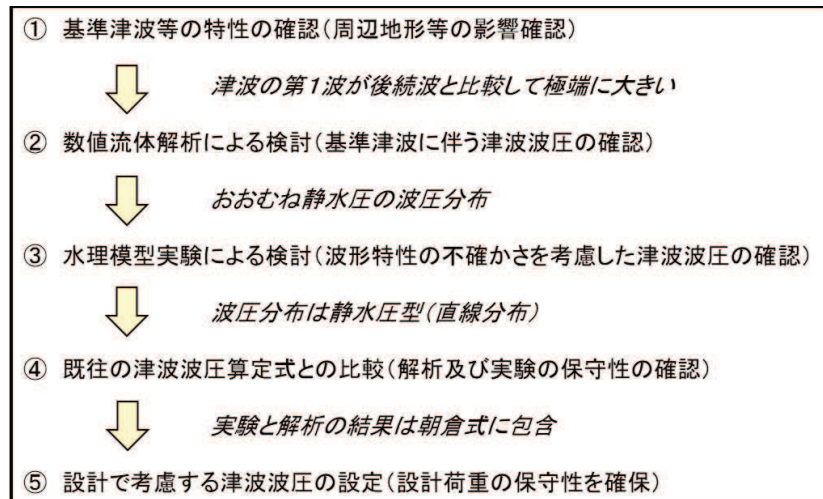 ① 基準津波等の特性の確認(周辺地形等の影響確認)
津波の第1波が後続波と比較して極端に大きい
② 数値流体解析による検討(基準津波に伴う津波波圧の確認)
おおむね静水圧の波圧分布
③ 水理模型実験による検討(波形特性の不確かさを考慮した津波波圧の確認)
波圧分布は静水圧型(直線分布)
④ 既往の津波波圧算定式との比較(解析及び実験の保守性の確認)
実験と解析の結果は朝倉式に包含
⑤ 設計で考慮する津波波圧の設定(設計荷重の保守性を確保)